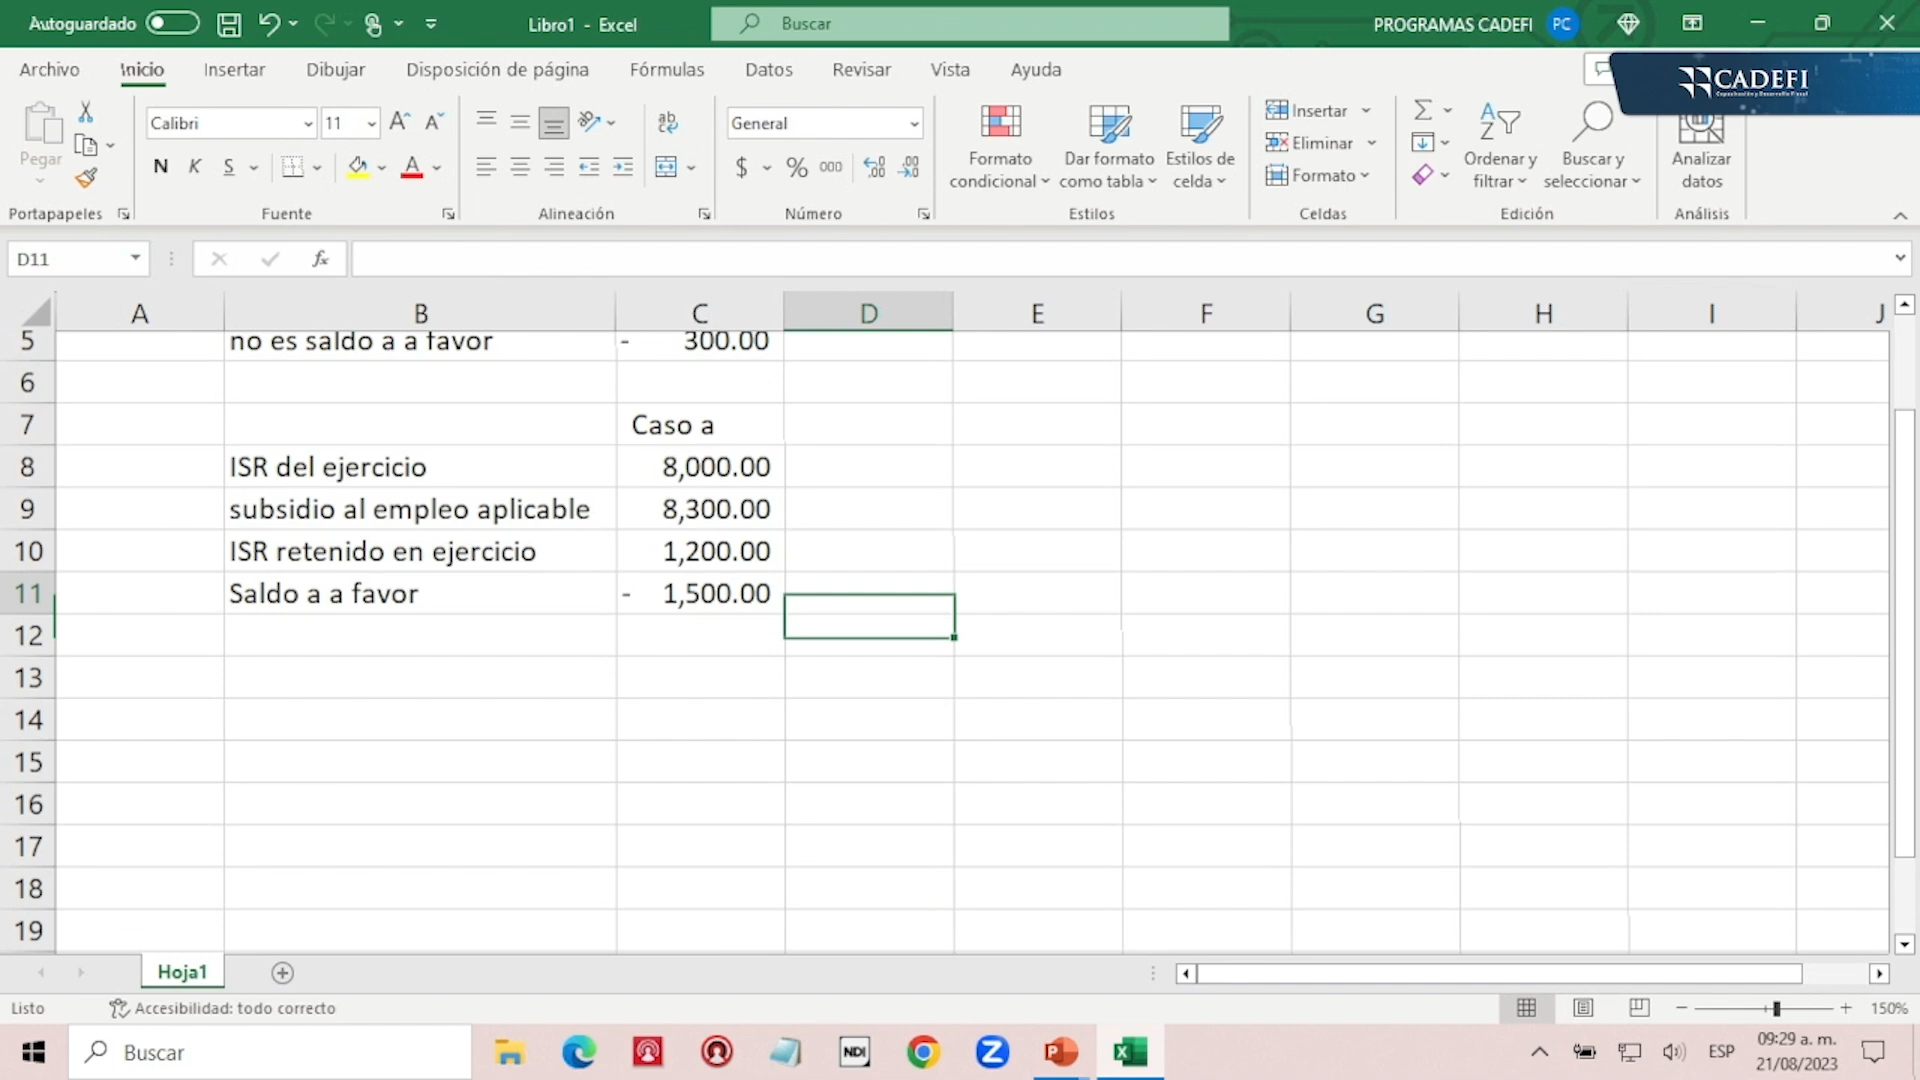 Autoguardado
Libro1 - Excel
Buscar
PROGRAMAS CADEFI PC
Archivo Inicio Insertar Dibujar Disposición de página Fórmulas Datos Revisar Vista Ayuda
CADEFI
Pegar
Calibri 11
N K S
ab
General
$ % 000
Formato condicional
Dar formato como tabla
Estilos de celda
Insertar
Eliminar
Formato
Ordenar y filtrar
Buscar y seleccionar
Analizar datos
Portapapeles Fuente Alineación Número Estilos Celdas Edición Análisis
D11 fx
A B C D E F G H I J
5 no es saldo a a favor - 300.00
6
7 Caso a
8 ISR del ejercicio 8,000.00
9 subsidio al empleo aplicable 8,300.00
10 ISR retenido en ejercicio 1,200.00
11 Saldo a a favor - 1,500.00
12
13
14
15
16
17
18
19
Hoja1
Listo Accesibilidad: todo correcto 150%
Buscar
NDI
ESP
09:29 a. m.
21/08/2023